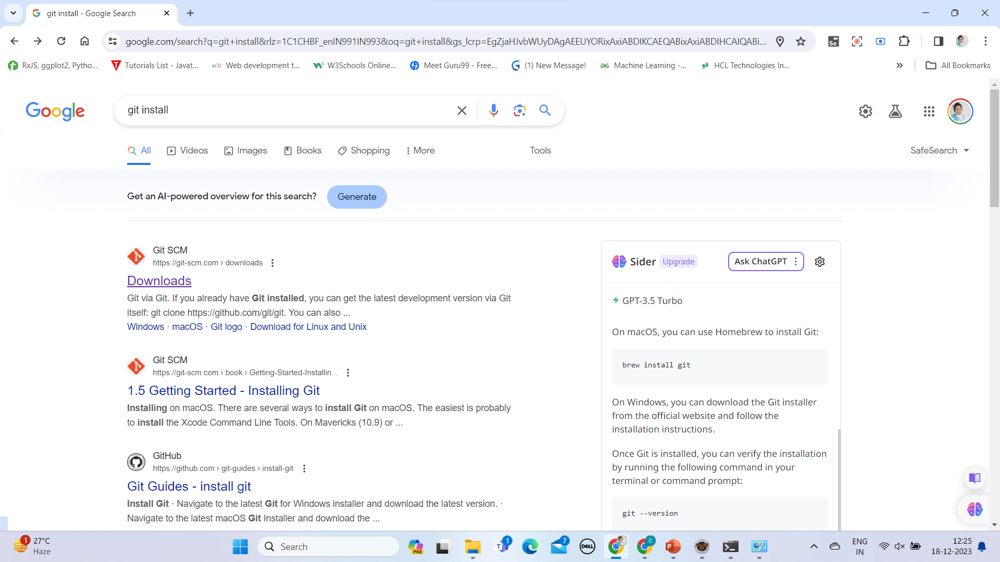 git install - Google Search
google.com/search?q=git+install&rlz=1C1CHBF_enIN991IN993&oq=git+install&gs_lcrp=EgZjaHJvbWUyDAgAEEUYORixAxiABDIKCAEQABixAxiABDIHCAIQABi...
RxJS, ggplot2, Pytho...
Tutorials List - Javat...
w3r Web development t...
W3Schools Online...
Meet Guru99 - Free...
(1) New Message!
Machine Learning -...
HCL Technologies In...
All Bookmarks
Google
git install
All
Videos
Images
Books
Shopping
More
Tools
SafeSearch
Get an AI-powered overview for this search?
Generate
Git SCM
https://git-scm.com › downloads
Downloads
Git via Git. If you already have Git installed, you can get the latest development version via Git
itself: git clone https://github.com/git/git. You can also ...
Windows · macOS · Git logo · Download for Linux and Unix
Git SCM
https://git-scm.com › book › Getting-Started-Installin...
1.5 Getting Started - Installing Git
Installing on macOS. There are several ways to install Git on macOS. The easiest is probably
to install the Xcode Command Line Tools. On Mavericks (10.9) or ...
GitHub
https://github.com › git-guides › install-git
Git Guides - install git
Install Git · Navigate to the latest Git for Windows installer and download the latest version. ·
Navigate to the latest macOS Git Installer and download the ...
Sider Upgrade
Ask ChatGPT
GPT-3.5 Turbo
On macOS, you can use Homebrew to install Git:
brew install git
On Windows, you can download the Git installer
from the official website and follow the
installation instructions.
Once Git is installed, you can verify the installation
by running the following command in your
terminal or command prompt:
git --version
1
27°C
Haze
Search
PRE
1
7
DELL
C
ENG
IN
12:25
18-12-2023